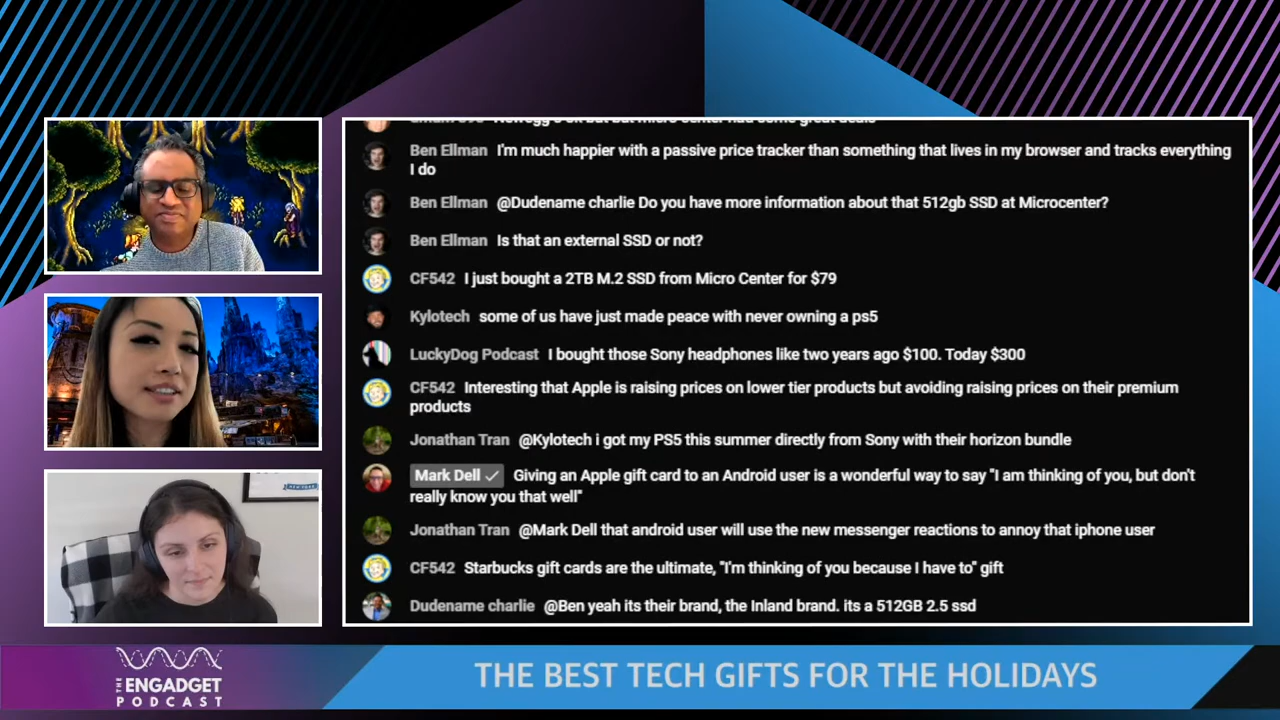 Ben Ellman I'm much happier with a passive price tracker than something that lives in my browser and tracks everything
I do
Ben Ellman @Dudename charlie Do you have more information about that 512gb SSD at Microcenter?
Ben Ellman Is that an external SSD or not?
CF542 I just bought a 2TB M.2 SSD from Micro Center for $79
Kylotech some of us have just made peace with never owning a ps5
LuckyDog Podcast I bought those Sony headphones like two years ago $100. Today $300
CF542 Interesting that Apple is raising prices on lower tier products but avoiding raising prices on their premium
products
Jonathan Tran @Kylotech i got my PS5 this summer directly from Sony with their horizon bundle
Mark Dell Giving an Apple gift card to an Android user is a wonderful way to say "I am thinking of you, but don't
really know you that well"
Jonathan Tran @Mark Dell that android user will use the new messenger reactions to annoy that iphone user
CF542 Starbucks gift cards are the ultimate, "I'm thinking of you because I have to" gift
Dudename charlie @Ben yeah its their brand, the Inland brand. its a 512GB 2.5 ssd
THE
ENGADGET
PODCAST
THE BEST TECH GIFTS FOR THE HOLIDAYS